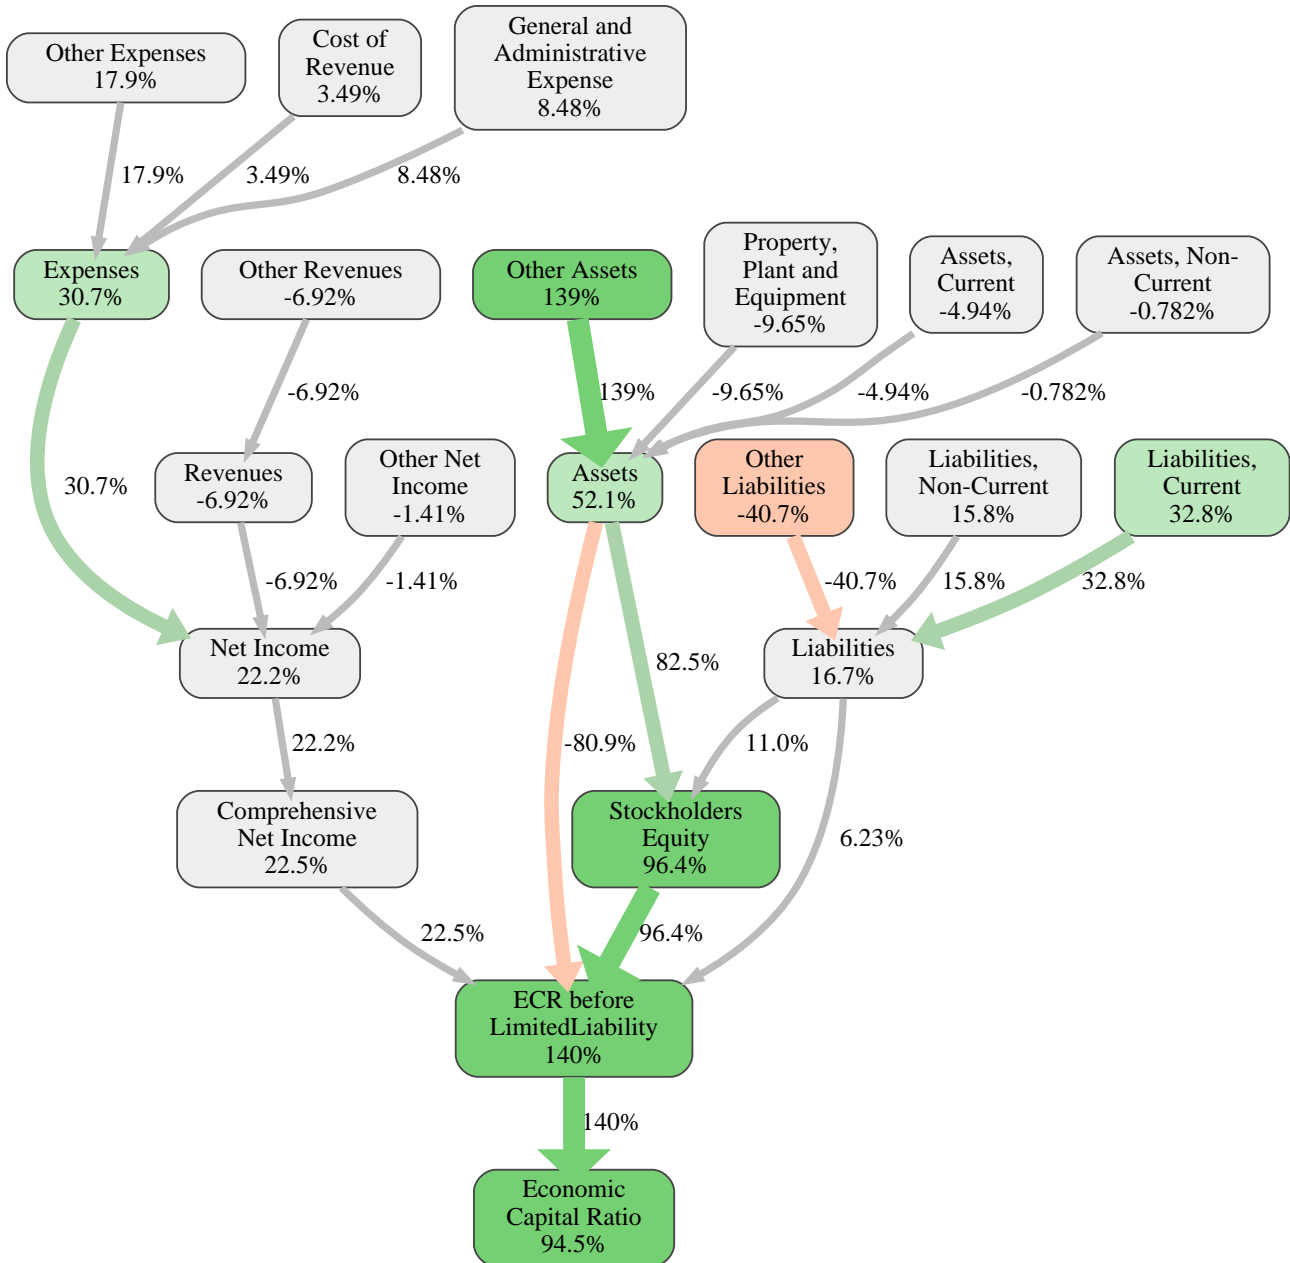 Other Expenses
17.9%
Cost of
Revenue
3.49%
General and
Administrative
Expense
8.48%
17.9%
3.49%
8.48%
Expenses
30.7%
Other Revenues
-6.92%
Other Assets
139%
Property,
Plant and
Equipment
-9.65%
Assets,
Current
-4.94%
Assets, Non-
Current
-0.782%
-6.92%
139%
-9.65%
-4.94%
-0.782%
30.7%
Revenues
-6.92%
Other Net
Income
-1.41%
Assets
52.1%
Other
Liabilities
-40.7%
Liabilities,
Non-Current
15.8%
Liabilities,
Current
32.8%
-6.92%
-1.41%
-40.7%
15.8%
32.8%
Net Income
22.2%
82.5%
Liabilities
16.7%
22.2%
-80.9%
11.0%
Comprehensive
Net Income
22.5%
Stockholders
Equity
96.4%
6.23%
22.5%
96.4%
ECR before
LimitedLiability
140%
140%
Economic
Capital Ratio
94.5%